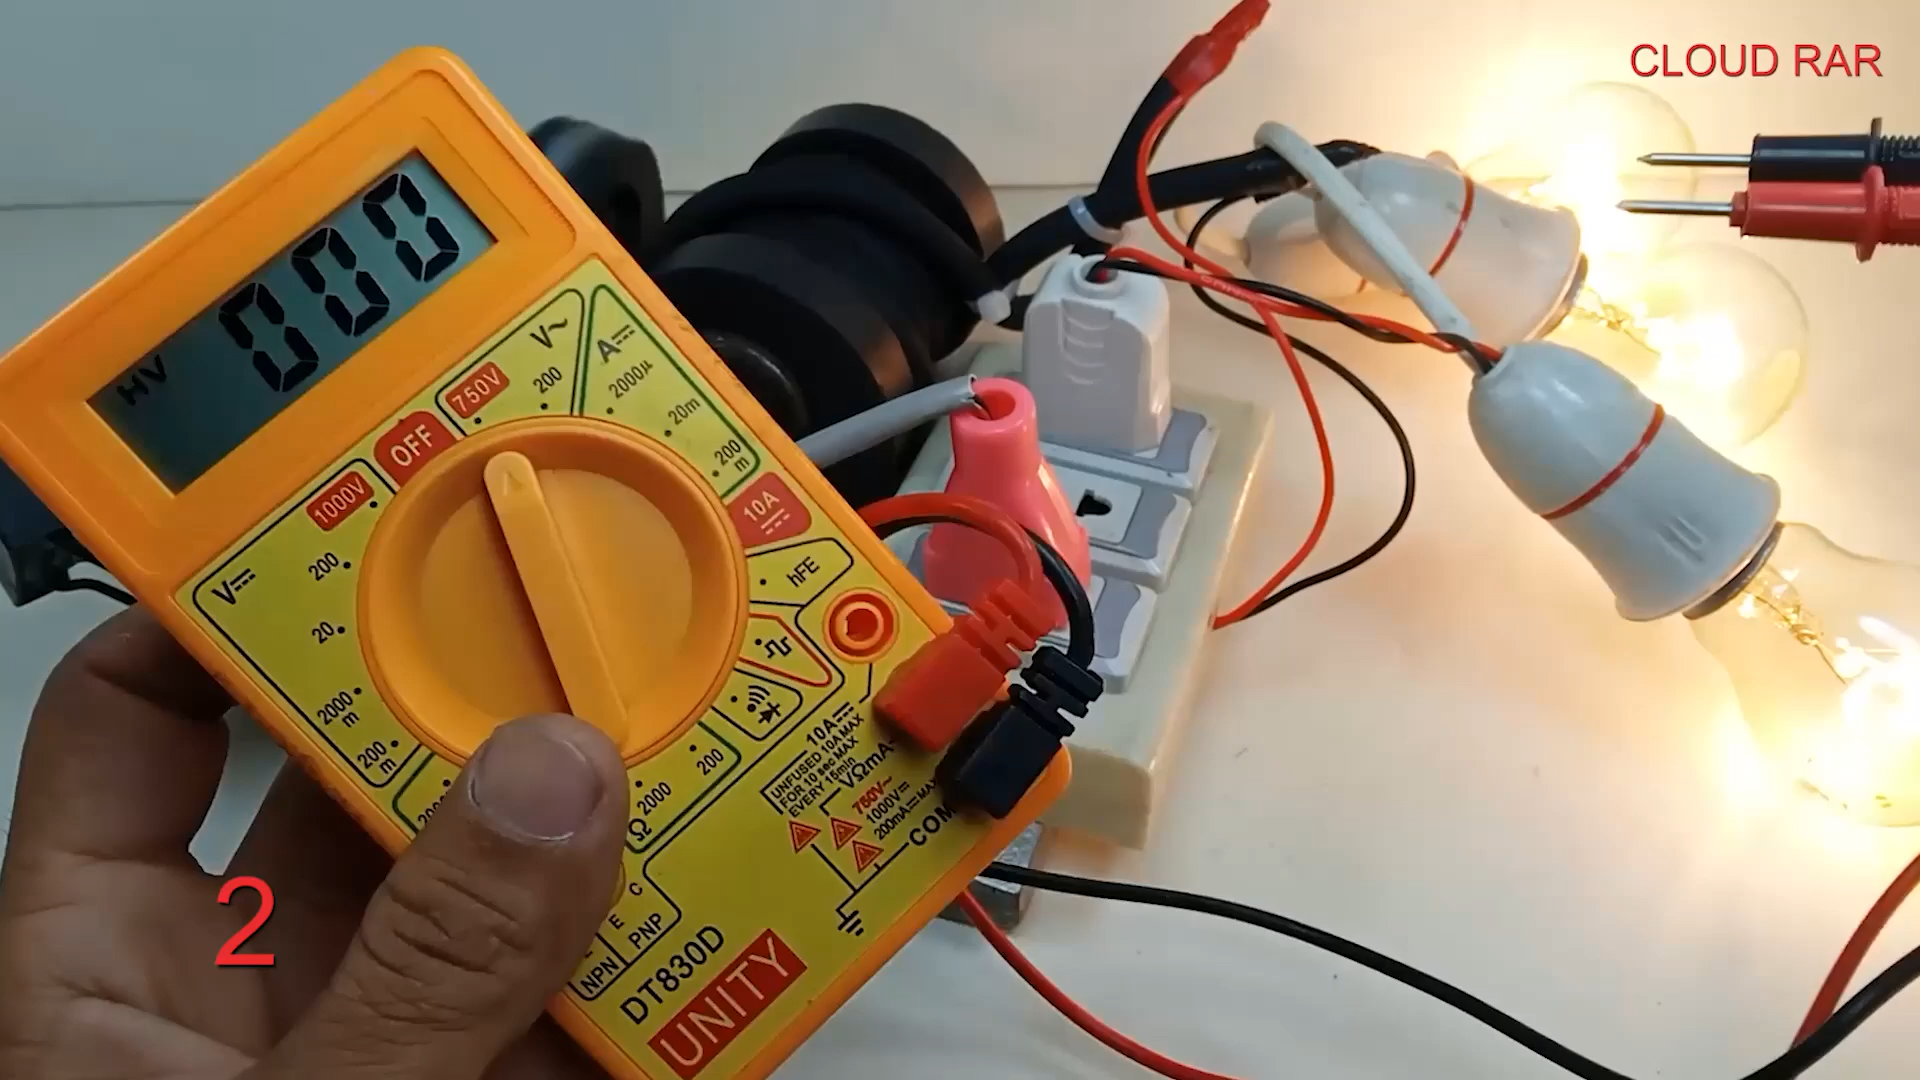 CLOUD RAR
HV 000
OFF
750V
200
V~
A
2000µ
20m
200
m
10A
1000V
V
200
20
2000
m
200
m
hFE
200
2000
Ω
10A
UNFUSED 10A MAX
FOR 10 sec MAX
EVERY 15min
VΩmA
750V~
1000V
200mA MAX
COM
C
E
PNP
NPN
DT830D
UNITY
2